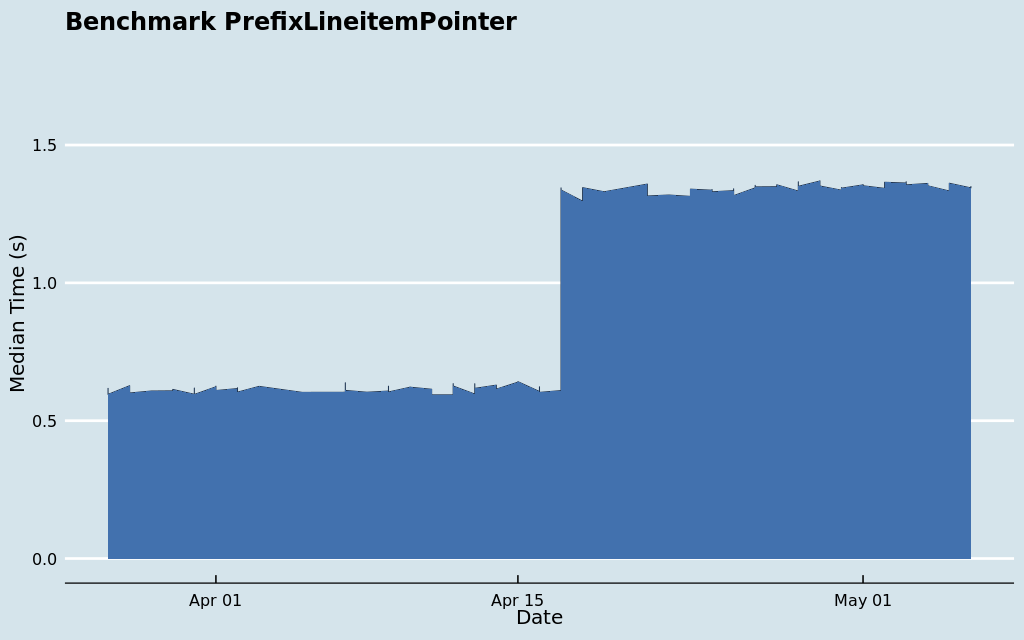 Benchmark PrefixLineitemPointer
Median Time (s)
1.5
1.0
0.5
0.0
Apr 01
Apr 15
May 01
Date